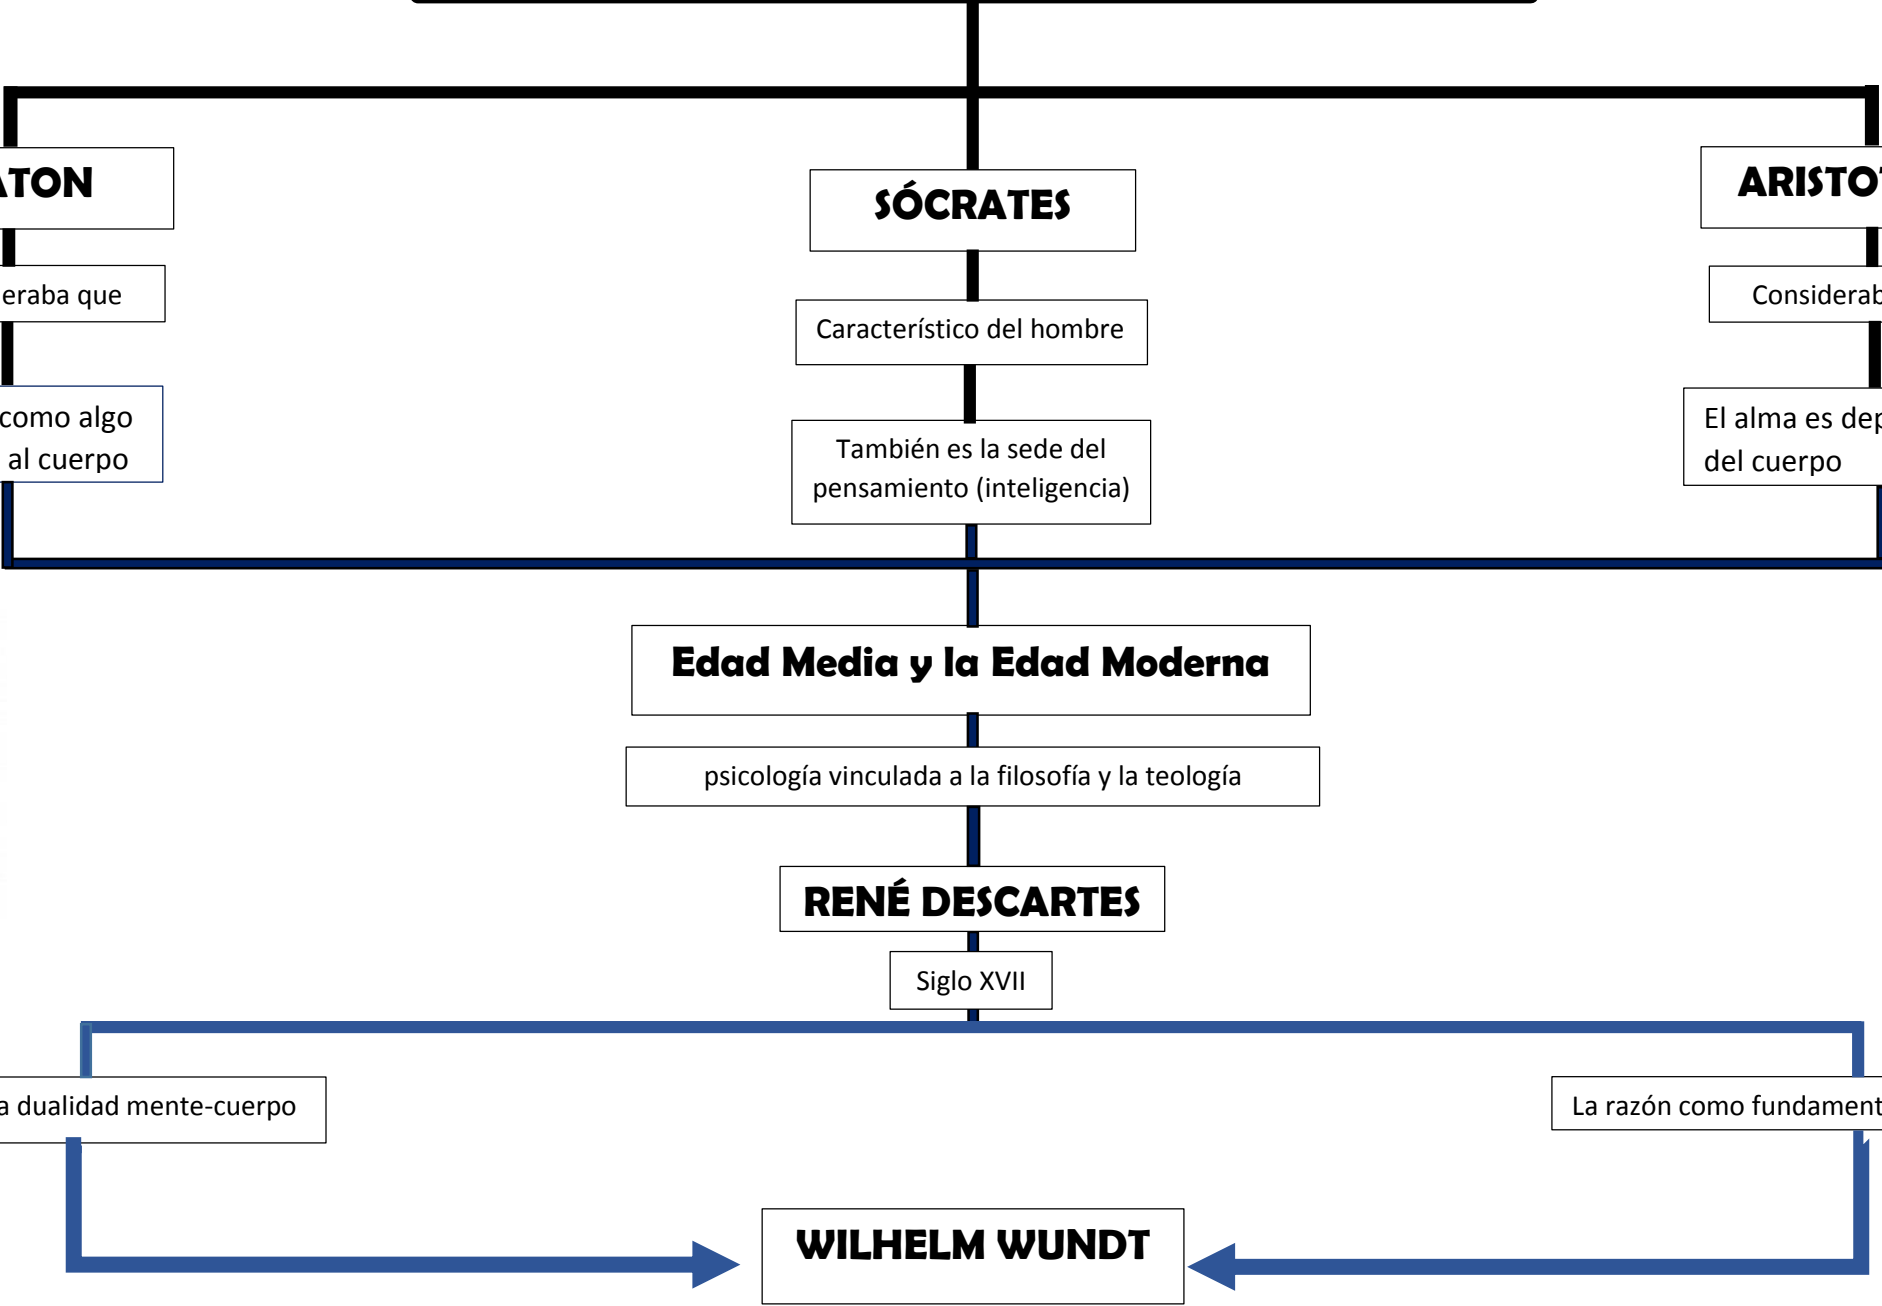 ATON
SÓCRATES
ARISTO
eraba que
Característico del hombre
Considerab
como algo
al cuerpo
También es la sede del
pensamiento (inteligencia)
El alma es dep
del cuerpo
Edad Media y la Edad Moderna
psicología vinculada a la filosofía y la teología
RENÉ DESCARTES
Siglo XVII
a dualidad mente-cuerpo
La razón como fundament
WILHELM WUNDT